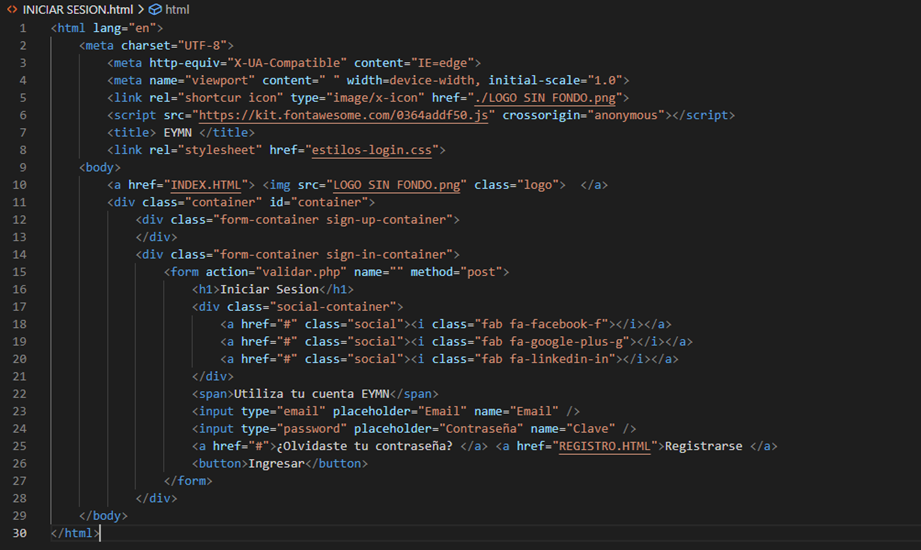 INICIAR SESION.html > html
1 <html lang="en">
2 <meta charset="UTF-8">
3 <meta http-equiv="X-UA-Compatible" content="IE=edge">
4 <meta name="viewport" content=" " width=device-width, initial-scale="1.0">
5 <link rel="shortcur icon" type="image/x-icon" href="./LOGO SIN FONDO.png">
6 <script src="https://kit.fontawesome.com/0364addf50.js" crossorigin="anonymous"></script>
7 <title> EYMN </title>
8 <link rel="stylesheet" href="estilos-login.css">
9 <body>
10 <a href="INDEX.HTML"> <img src="LOGO SIN FONDO.png" class="logo">  </a>
11 <div class="container" id="container">
12 <div class="form-container sign-up-container">
13 </div>
14 <div class="form-container sign-in-container">
15 <form action="validar.php" name="" method="post">
16 <h1>Iniciar Sesion</h1>
17 <div class="social-container">
18 <a href="#" class="social"><i class="fab fa-facebook-f"></i></a>
19 <a href="#" class="social"><i class="fab fa-google-plus-g"></i></a>
20 <a href="#" class="social"><i class="fab fa-linkedin-in"></i></a>
21 </div>
22 <span>Utiliza tu cuenta EYMN</span>
23 <input type="email" placeholder="Email" name="Email" />
24 <input type="password" placeholder="Contraseña" name="Clave" />
25 <a href="#">¿Olvidaste tu contraseña? </a> <a href="REGISTRO.HTML">Registrarse </a>
26 <button>Ingresar</button>
27 </form>
28 </div>
29 </body>
30 </html>